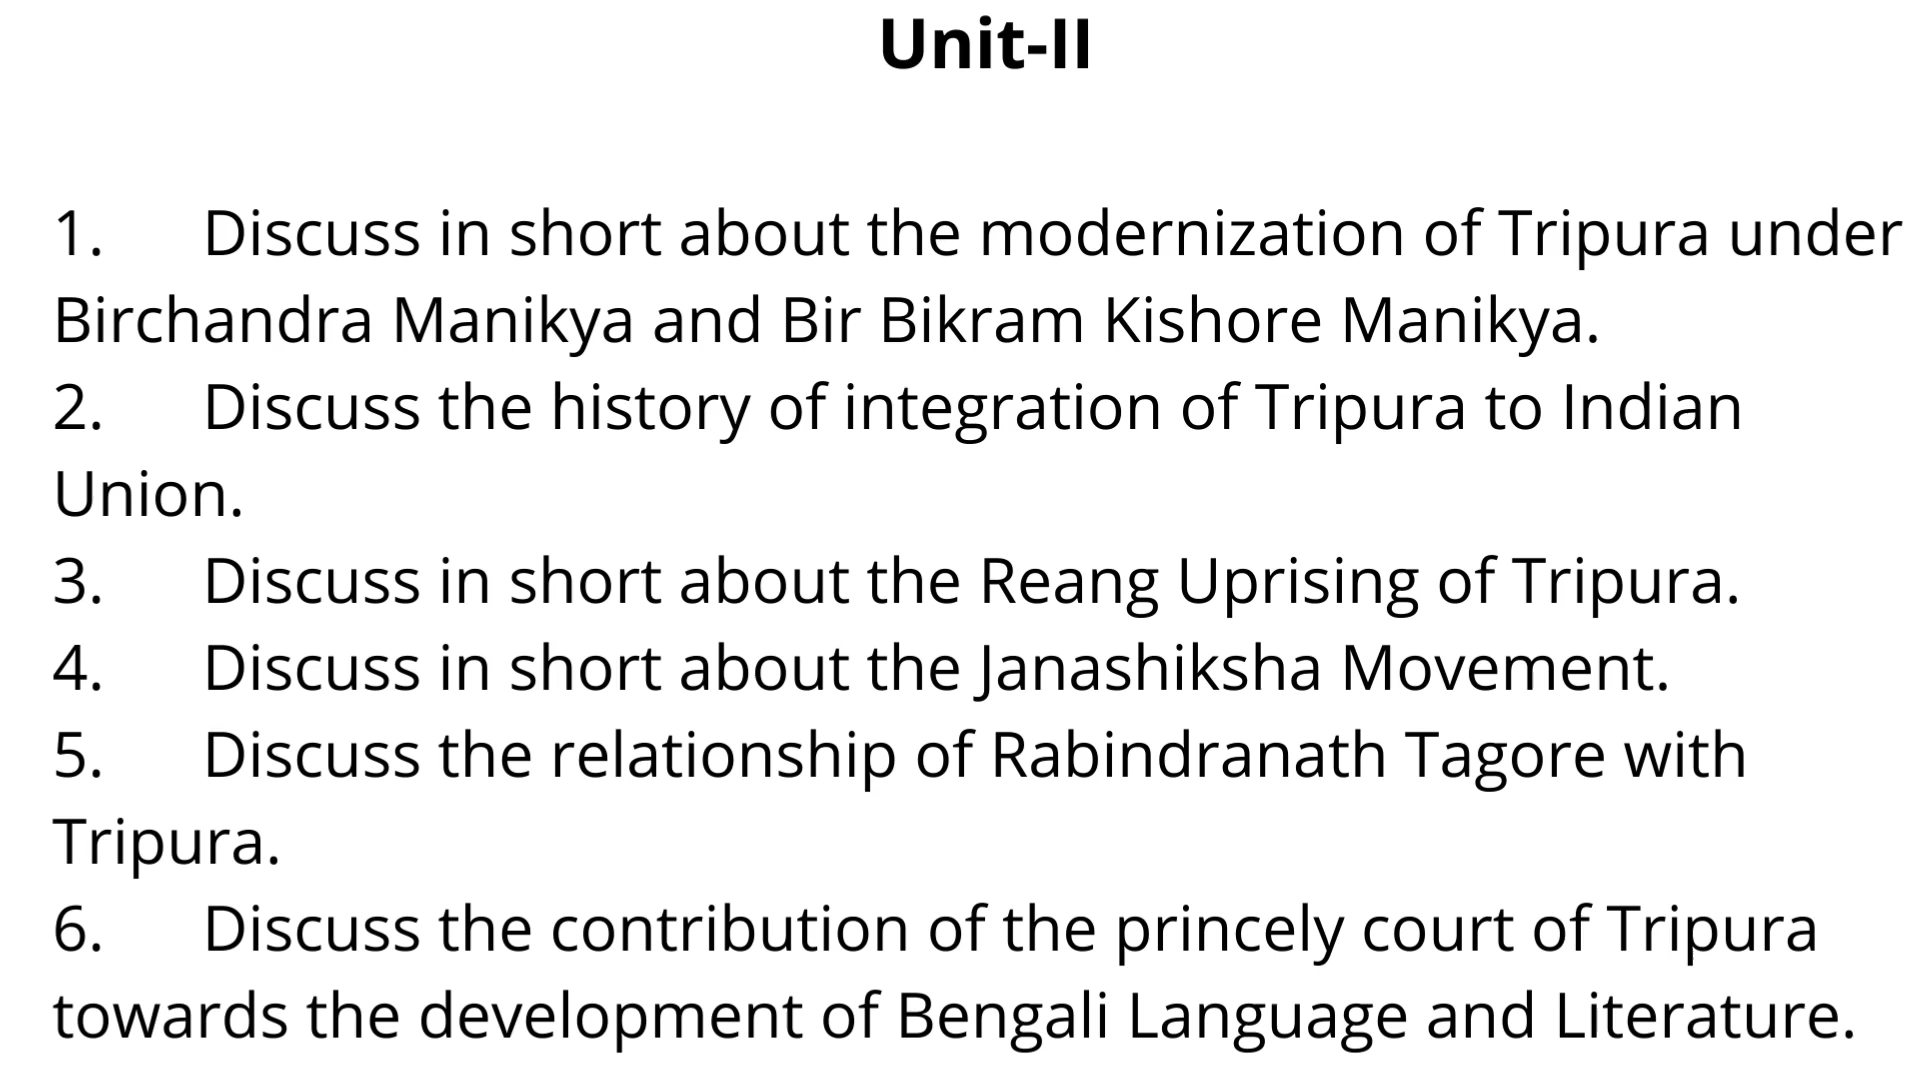 Unit-II
1. Discuss in short about the modernization of Tripura under
Birchandra Manikya and Bir Bikram Kishore Manikya.
2. Discuss the history of integration of Tripura to Indian
Union.
3. Discuss in short about the Reang Uprising of Tripura.
4. Discuss in short about the Janashiksha Movement.
5. Discuss the relationship of Rabindranath Tagore with
Tripura.
6. Discuss the contribution of the princely court of Tripura
towards the development of Bengali Language and Literature.